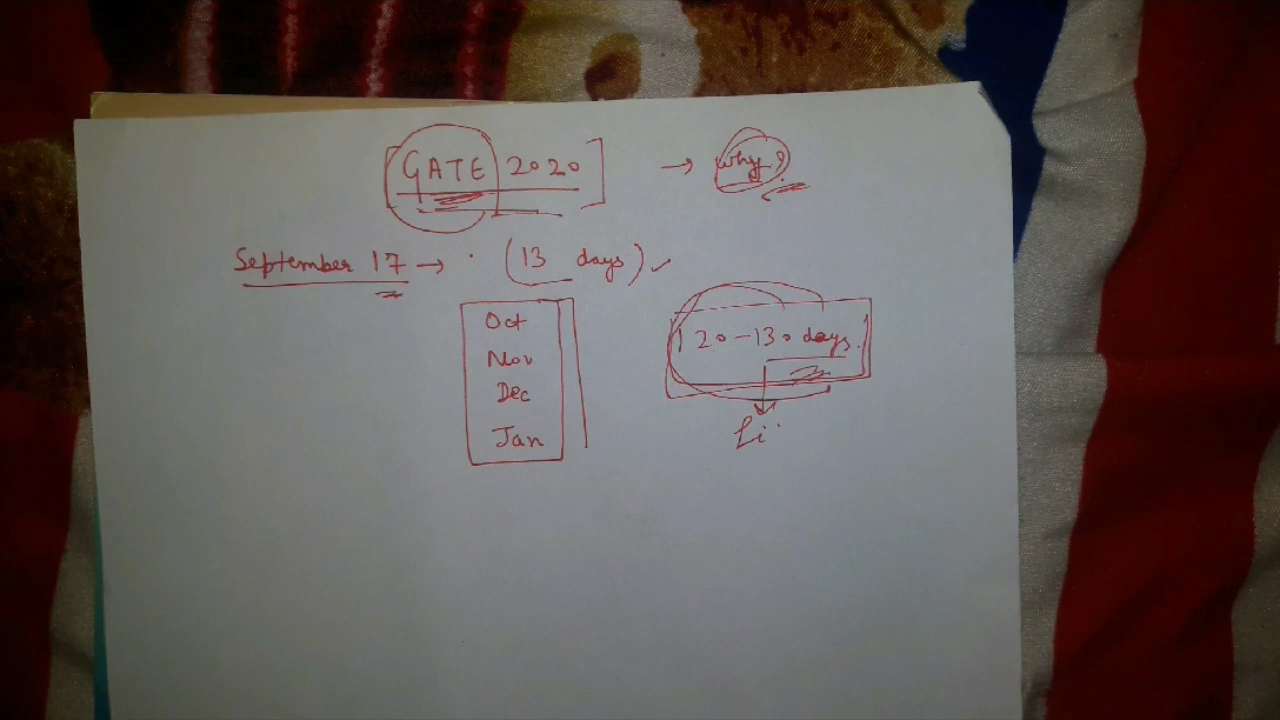 [GATE 2020] → why?
September 17 → (13 days) ✓
Oct
120-130 days
Nov
Dec
Jan